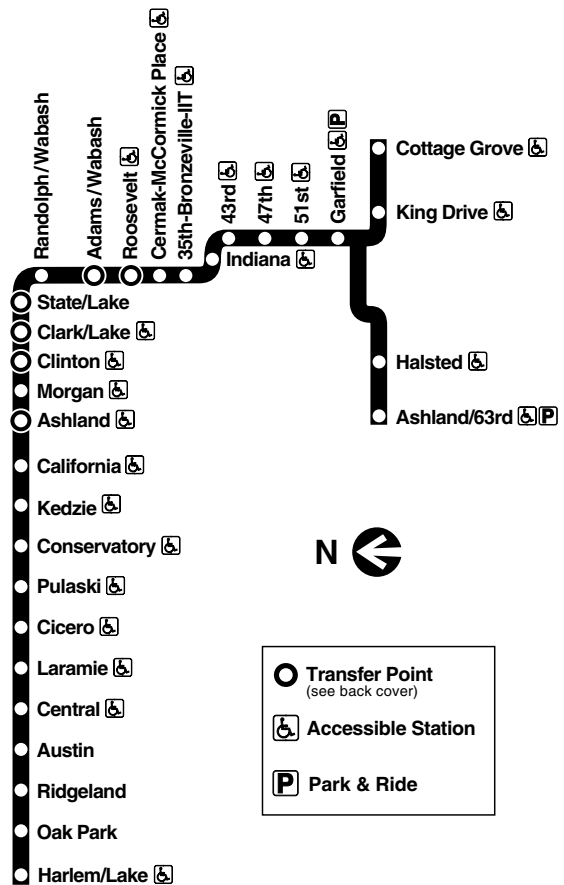 Randolph/Wabash
Adams/Wabash
Roosevelt
Cermak-McCormick Place
35th-Bronzeville-IIT
43rd
47th
51st
Garfield P
Cottage Grove
King Drive
Indiana
State/Lake
Clark/Lake
Clinton
Morgan
Ashland
California
Kedzie
Conservatory
Pulaski
Cicero
Laramie
Central
Austin
Ridgeland
Oak Park
Harlem/Lake
Halsted
Ashland/63rd P
N
Transfer Point
(see back cover)
Accessible Station
P Park & Ride